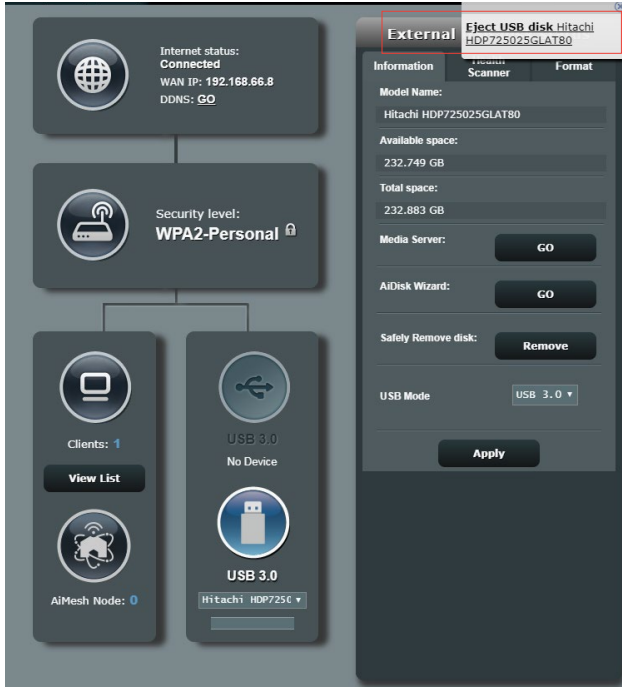 Internet status:
Connected
WAN IP: 192.168.66.8
DDNS: GO
Security level:
WPA2-Personal
Clients: 1
View List
AiMesh Node: 0
USB 3.0
No Device
USB 3.0
Hitachi HDP7250
External
Eject USB disk Hitachi
HDP725025GLAT80
Information
Health
Scanner
Format
Model Name:
Hitachi HDP725025GLAT80
Available space:
232.749 GB
Total space:
232.883 GB
Media Server:
GO
AiDisk Wizard:
GO
Safely Remove disk:
Remove
USB Mode
USB 3.0
Apply